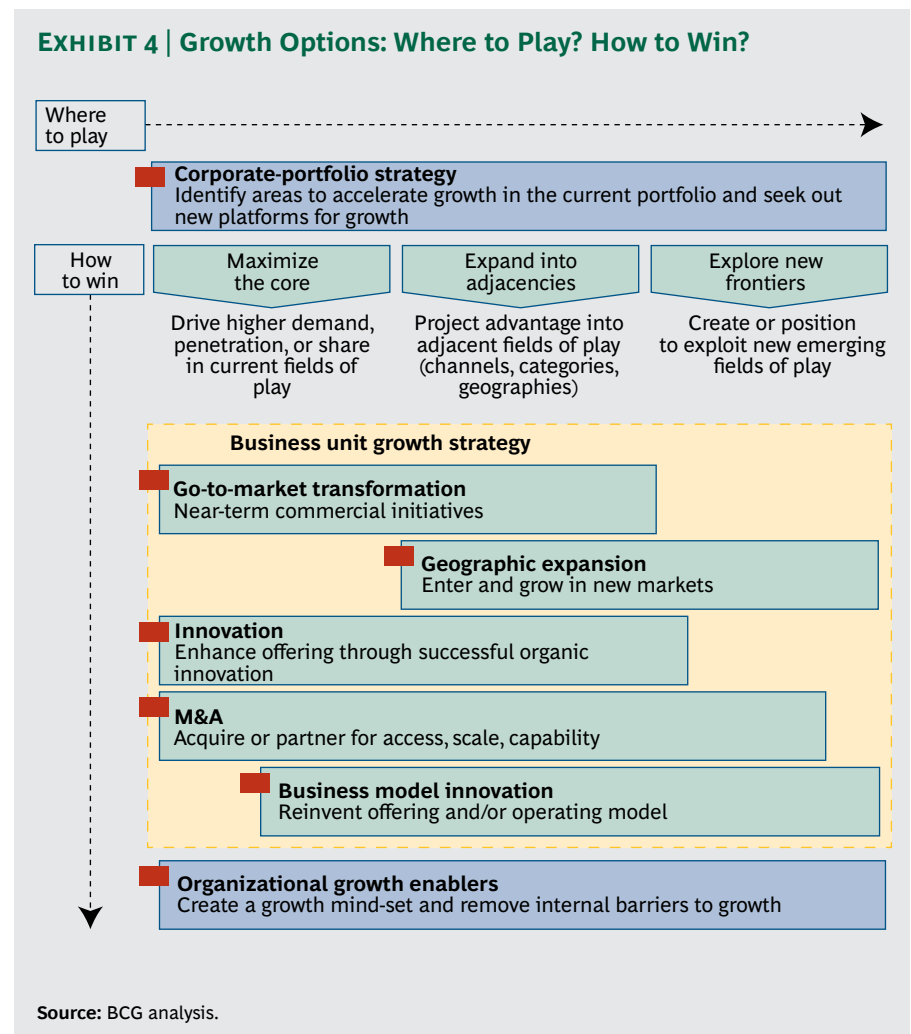 EXHIBIT 4 | Growth Options: Where to Play? How to Win?
Where
to play
Corporate-portfolio strategy
Identify areas to accelerate growth in the current portfolio and seek out
new platforms for growth
How
to win
Maximize
the core
Expand into
adjacencies
Explore new
frontiers
Drive higher demand,
penetration, or share
in current fields of
play
Project advantage into
adjacent fields of play
(channels, categories,
geographies)
Create or position
to exploit new emerging
fields of play
Business unit growth strategy
Go-to-market transformation
Near-term commercial initiatives
Geographic expansion
Enter and grow in new markets
Innovation
Enhance offering through successful organic
innovation
M&A
Acquire or partner for access, scale, capability
Business model innovation
Reinvent offering and/or operating model
Organizational growth enablers
Create a growth mind-set and remove internal barriers to growth
Source: BCG analysis.